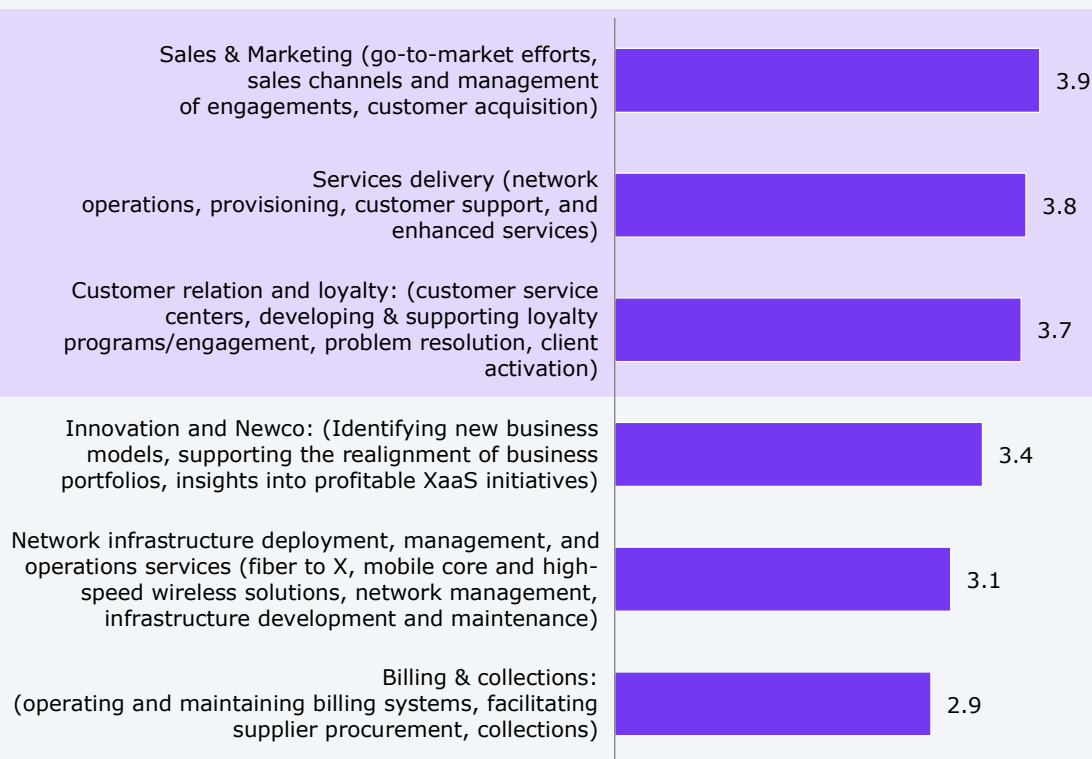 Sales & Marketing (go-to-market efforts,
sales channels and management
of engagements, customer acquisition)
3.9
Services delivery (network
operations, provisioning, customer support, and
enhanced services)
3.8
Customer relation and loyalty: (customer service
centers, developing & supporting loyalty
programs/engagement, problem resolution, client
activation)
3.7
Innovation and Newco: (Identifying new business
models, supporting the realignment of business
portfolios, insights into profitable XaaS initiatives)
3.4
Network infrastructure deployment, management, and
operations services (fiber to X, mobile core and high-
speed wireless solutions, network management,
infrastructure development and maintenance)
3.1
Billing & collections:
(operating and maintaining billing systems, facilitating
supplier procurement, collections)
2.9